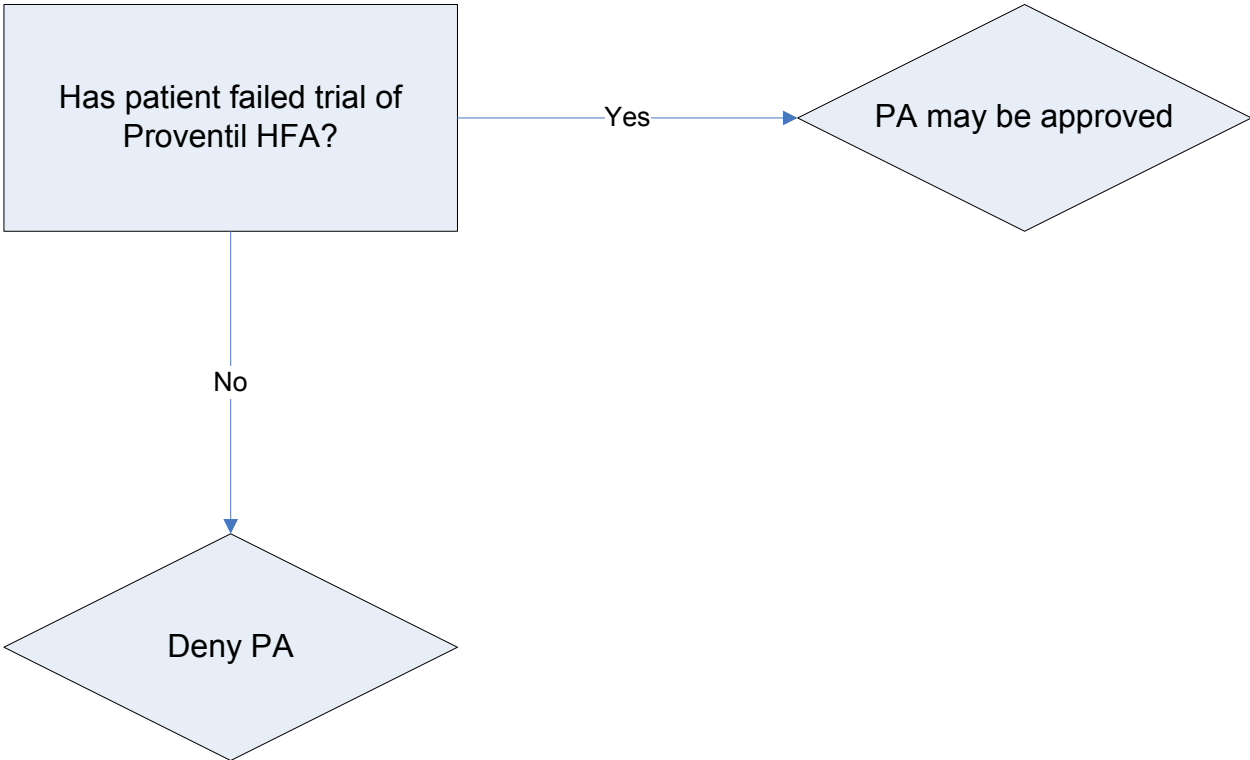 Has patient failed trial of
Proventil HFA?
Yes
PA may be approved
No
Deny PA